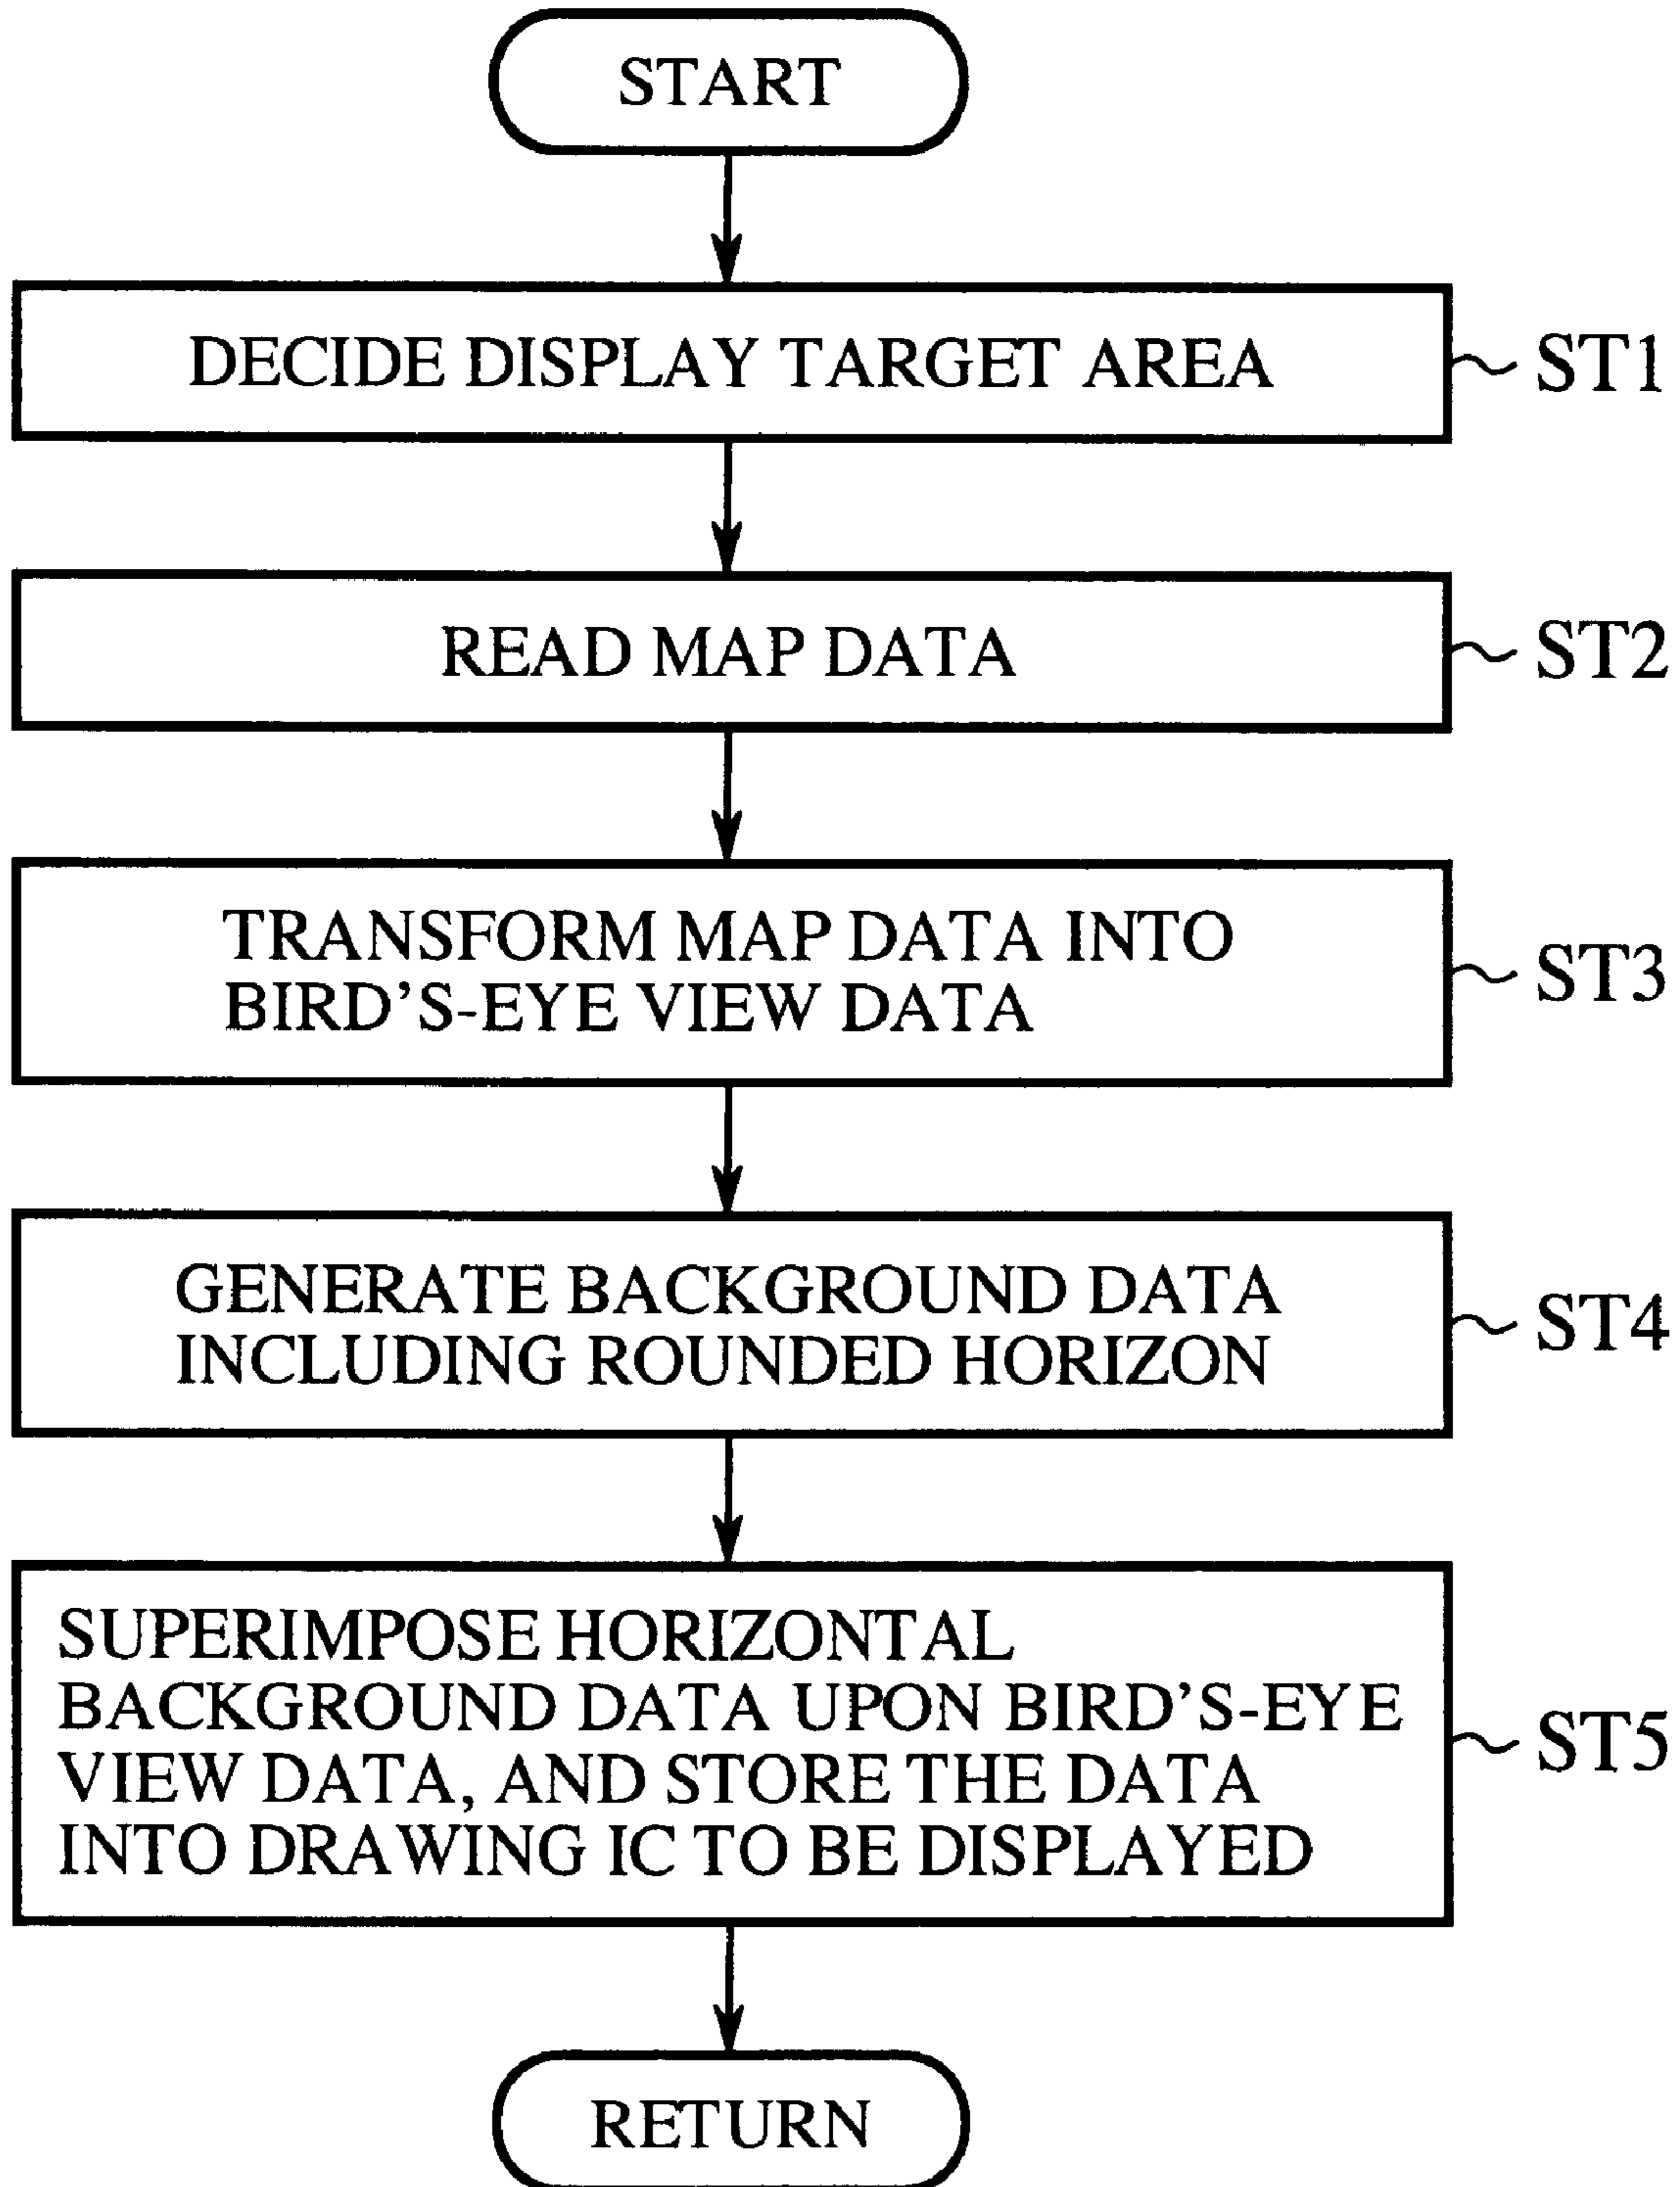 START
DECIDE DISPLAY TARGET AREA
ST1
READ MAP DATA
ST2
TRANSFORM MAP DATA INTO
BIRD'S-EYE VIEW DATA
ST3
GENERATE BACKGROUND DATA
INCLUDING ROUNDED HORIZON
ST4
SUPERIMPOSE HORIZONTAL
BACKGROUND DATA UPON BIRD'S-EYE
VIEW DATA, AND STORE THE DATA
INTO DRAWING IC TO BE DISPLAYED
ST5
RETURN